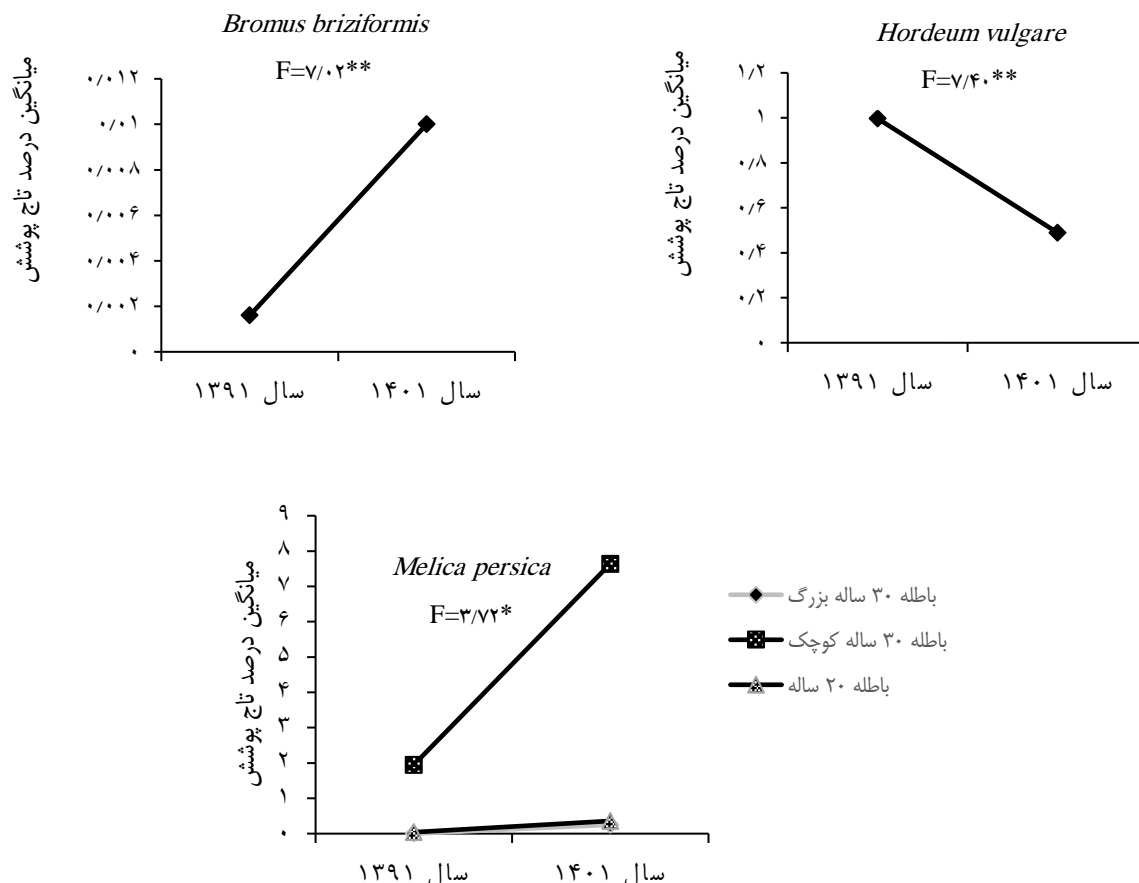 Bromus briziformis
F=۷/۰۲**
میانگین درصد تاج پوشش
۰/۰۱۲
۰/۰۱
۰/۰۰۸
۰/۰۰۶
۰/۰۰۴
۰/۰۰۲
۰
سال ۱۳۹۱
سال ۱۴۰۱
Hordeum vulgare
F=۷/۴۰**
میانگین درصد تاج پوشش
۱/۲
۱
۰/۸
۰/۶
۰/۴
۰/۲
۰
سال ۱۳۹۱
سال ۱۴۰۱
Melica persica
F=۳/۷۲*
میانگین درصد تاج پوشش
۹
۸
۷
۶
۵
۴
۳
۲
۱
۰
سال ۱۳۹۱
سال ۱۴۰۱
باطله ۳۰ ساله بزرگ
باطله ۳۰ ساله کوچک
باطله ۲۰ ساله